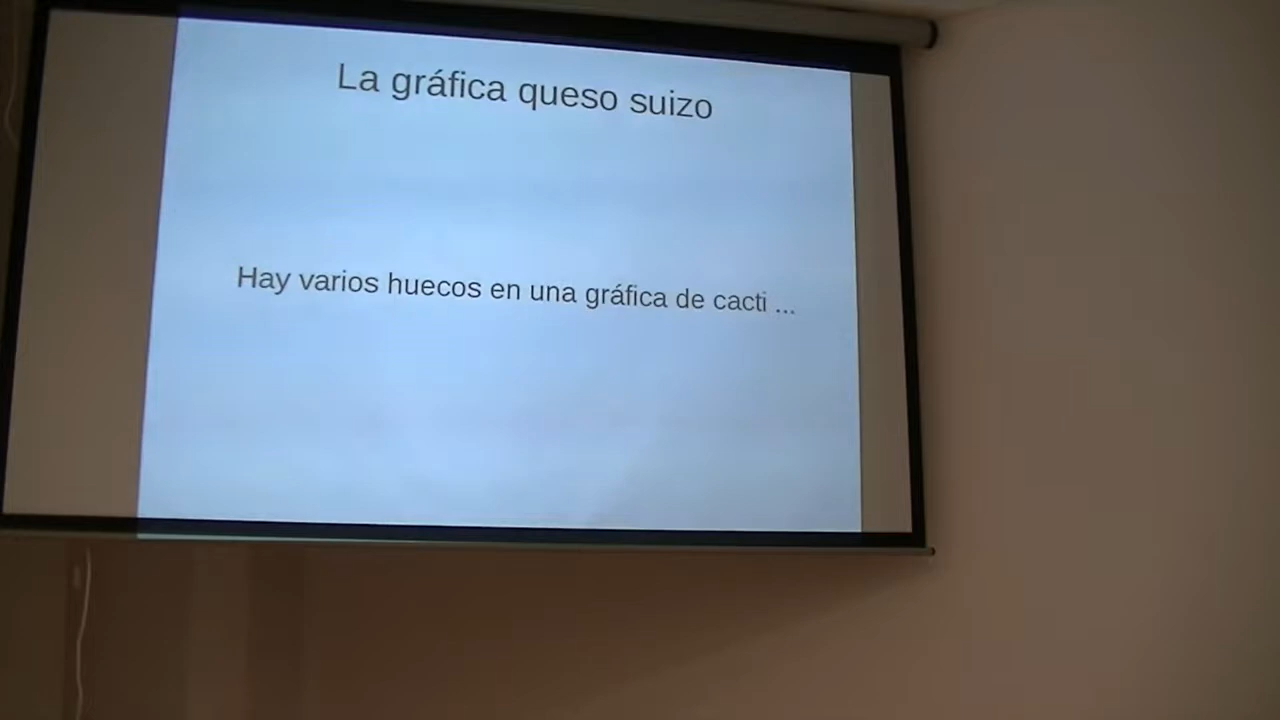 La gráfica queso suizo
Hay varios huecos en una gráfica de cacti ...